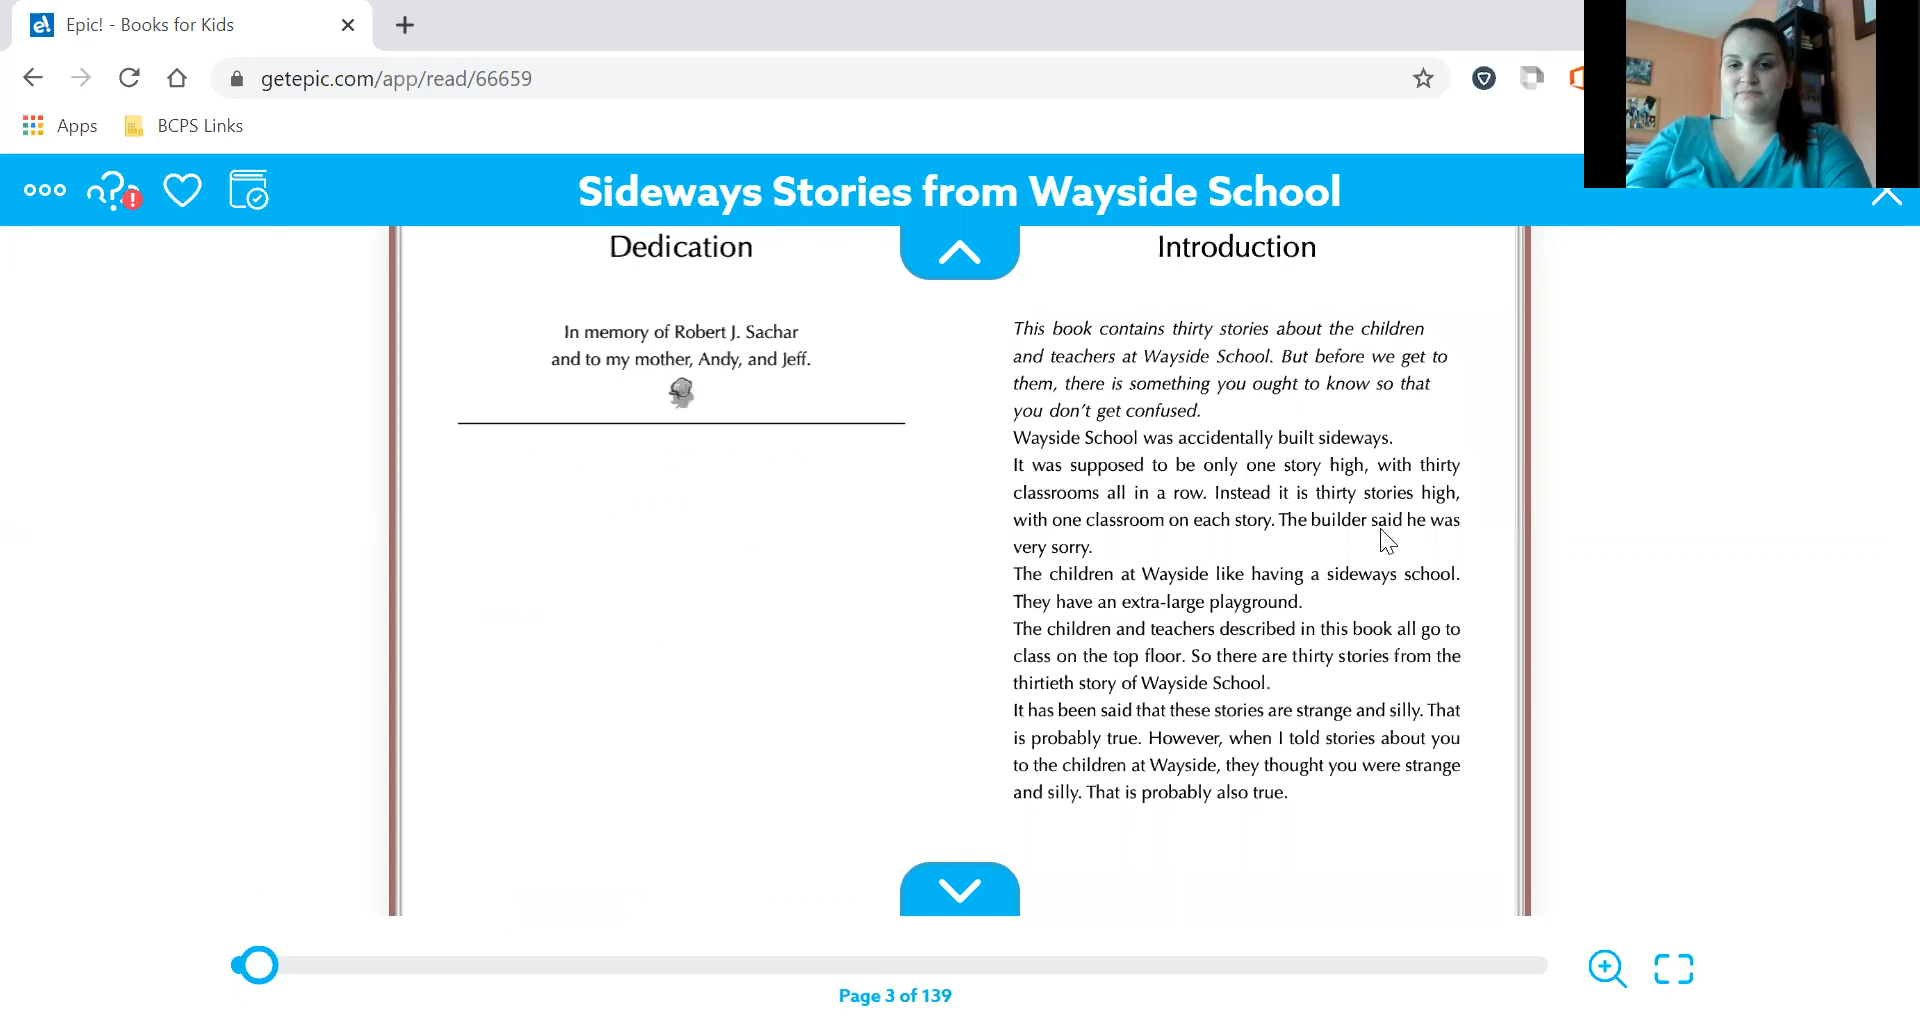 Epic! - Books for Kids
getepic.com/app/read/66659
Apps
BCPS Links
Sideways Stories from Wayside School
Dedication
In memory of Robert J. Sachar
and to my mother, Andy, and Jeff.
Introduction
This book contains thirty stories about the children
and teachers at Wayside School. But before we get to
them, there is something you ought to know so that
you don't get confused.
Wayside School was accidentally built sideways.
It was supposed to be only one story high, with thirty
classrooms all in a row. Instead it is thirty stories high,
with one classroom on each story. The builder said he was
very sorry.
The children at Wayside like having a sideways school.
They have an extra-large playground.
The children and teachers described in this book all go to
class on the top floor. So there are thirty stories from the
thirtieth story of Wayside School.
It has been said that these stories are strange and silly. That
is probably true. However, when I told stories about you
to the children at Wayside, they thought you were strange
and silly. That is probably also true.
Page 3 of 139